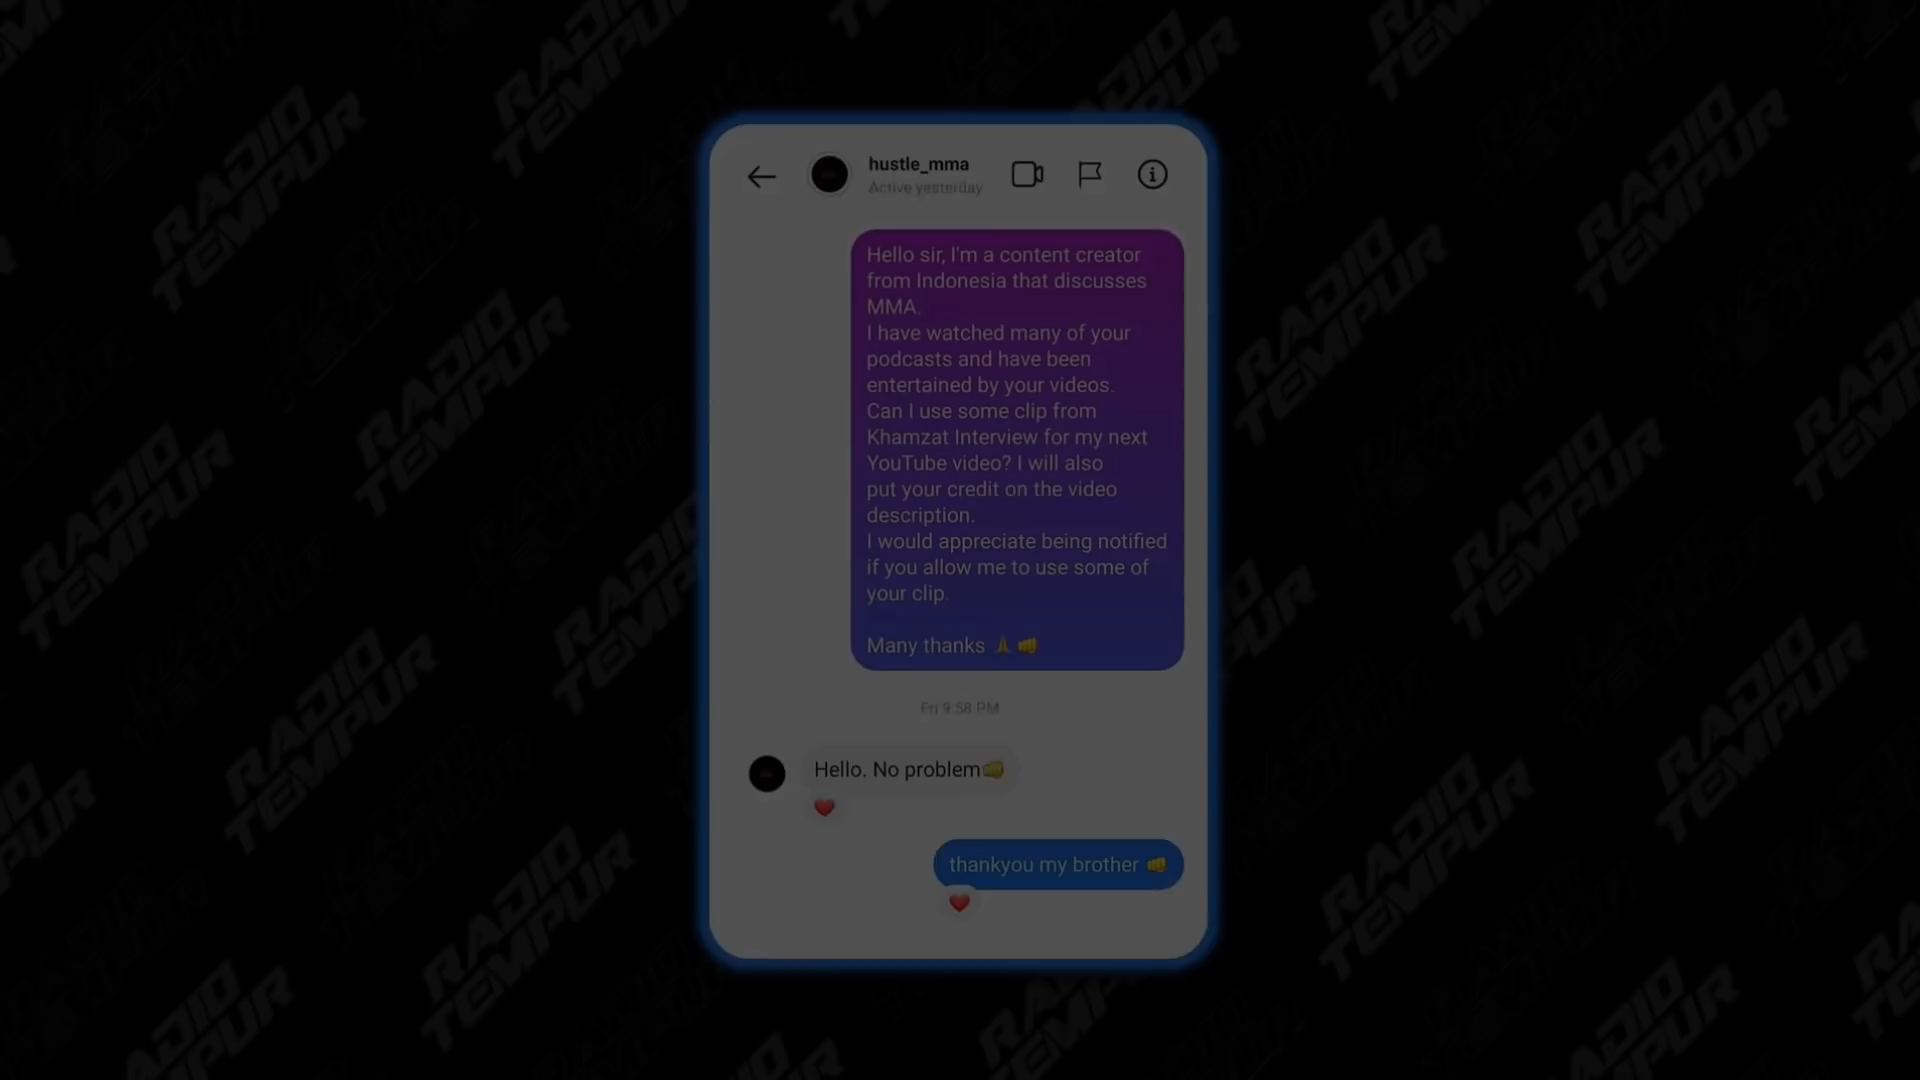 hustle_mma
Active yesterday
Hello sir, I'm a content creator
from Indonesia that discusses
MMA.
I have watched many of your
podcasts and have been
entertained by your videos.
Can I use some clip from
Khamzat Interview for my next
YouTube video? I will also
put your credit on the video
description.
I would appreciate being notified
if you allow me to use some of
your clip.
Many thanks 🙏👊
Fri 9:58 PM
Hello. No problem👊
thankyou my brother 👊
RADIO
TEMPUR